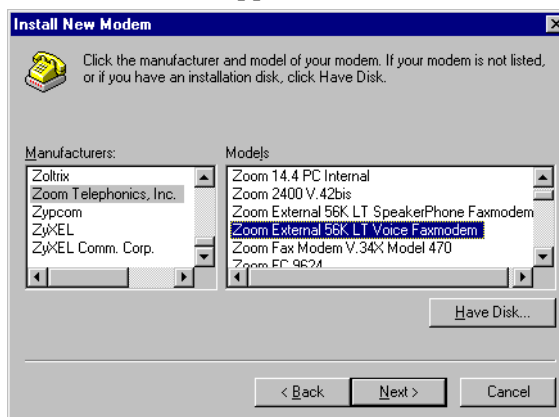 Install New Modem
Click the manufacturer and model of your modem. If your modem is not listed,
or if you have an installation disk, click Have Disk.
Manufacturers:
Models
Zoltrix
Zoom Telephonics, Inc.
Zypcom
ZyXEL
ZyXEL Comm. Corp.
Zoom 14.4 PC Internal
Zoom 2400 V.42bis
Zoom External 56K LT SpeakerPhone Faxmodem
Zoom External 56K LT Voice Faxmodem
Zoom Fax Modem V.34X Model 470
Zoom FC 9624
Have Disk...
< Back
Next >
Cancel